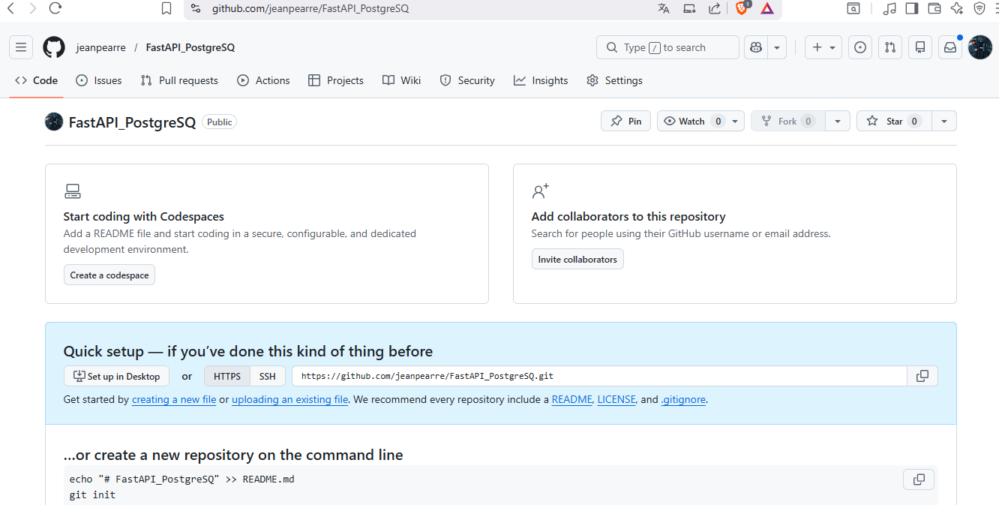 github.com/jeanpearre/FastAPI_PostgreSQ
1
jeanpearre / FastAPI_PostgreSQ
Type / to search
Code Issues Pull requests Actions Projects Wiki Security Insights Settings
FastAPI_PostgreSQ Public
Pin Watch 0 Fork 0 Star 0
Start coding with Codespaces
Add a README file and start coding in a secure, configurable, and dedicated
development environment.
Create a codespace
Add collaborators to this repository
Search for people using their GitHub username or email address.
Invite collaborators
Quick setup — if you’ve done this kind of thing before
Set up in Desktop or HTTPS SSH https://github.com/jeanpearre/FastAPI_PostgreSQ.git
Get started by creating a new file or uploading an existing file. We recommend every repository include a README, LICENSE, and .gitignore.
…or create a new repository on the command line
echo "# FastAPI_PostgreSQ" >> README.md
git init